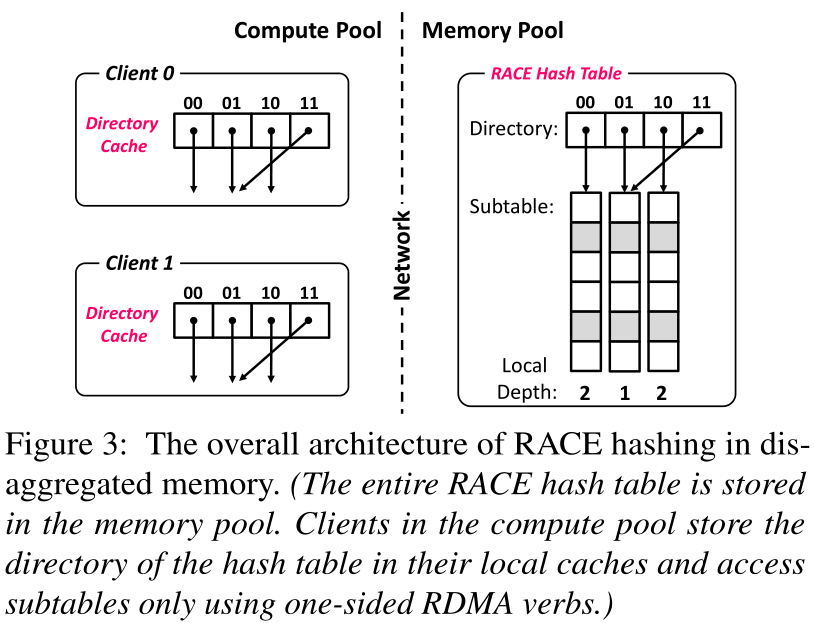 Compute Pool
Memory Pool
Client 0
Directory
Cache
00 01 10 11
Client 1
Directory
Cache
00 01 10 11
Network
RACE Hash Table
00 01 10 11
Directory:
Subtable:
Local
Depth: 2 1 2
Figure 3: The overall architecture of RACE hashing in dis-
aggregated memory. (The entire RACE hash table is stored
in the memory pool. Clients in the compute pool store the
directory of the hash table in their local caches and access
subtables only using one-sided RDMA verbs.)